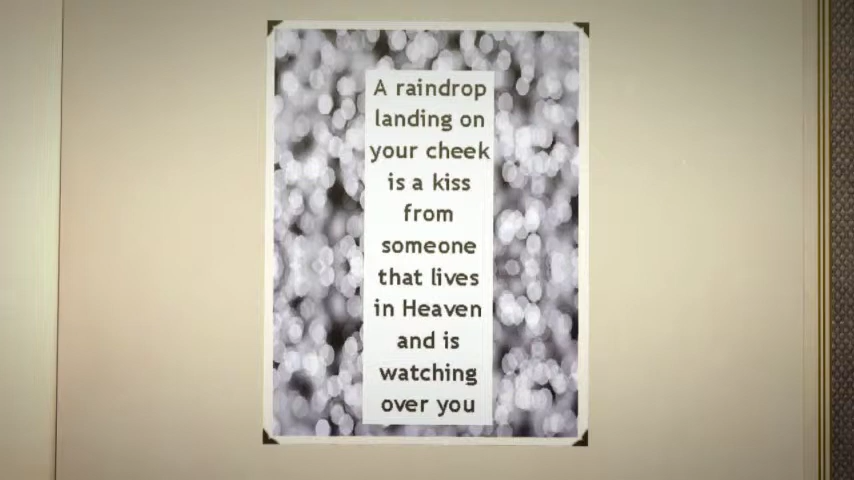 A raindrop
landing on
your cheek
is a kiss
from
someone
that lives
in Heaven
and is
watching
over you